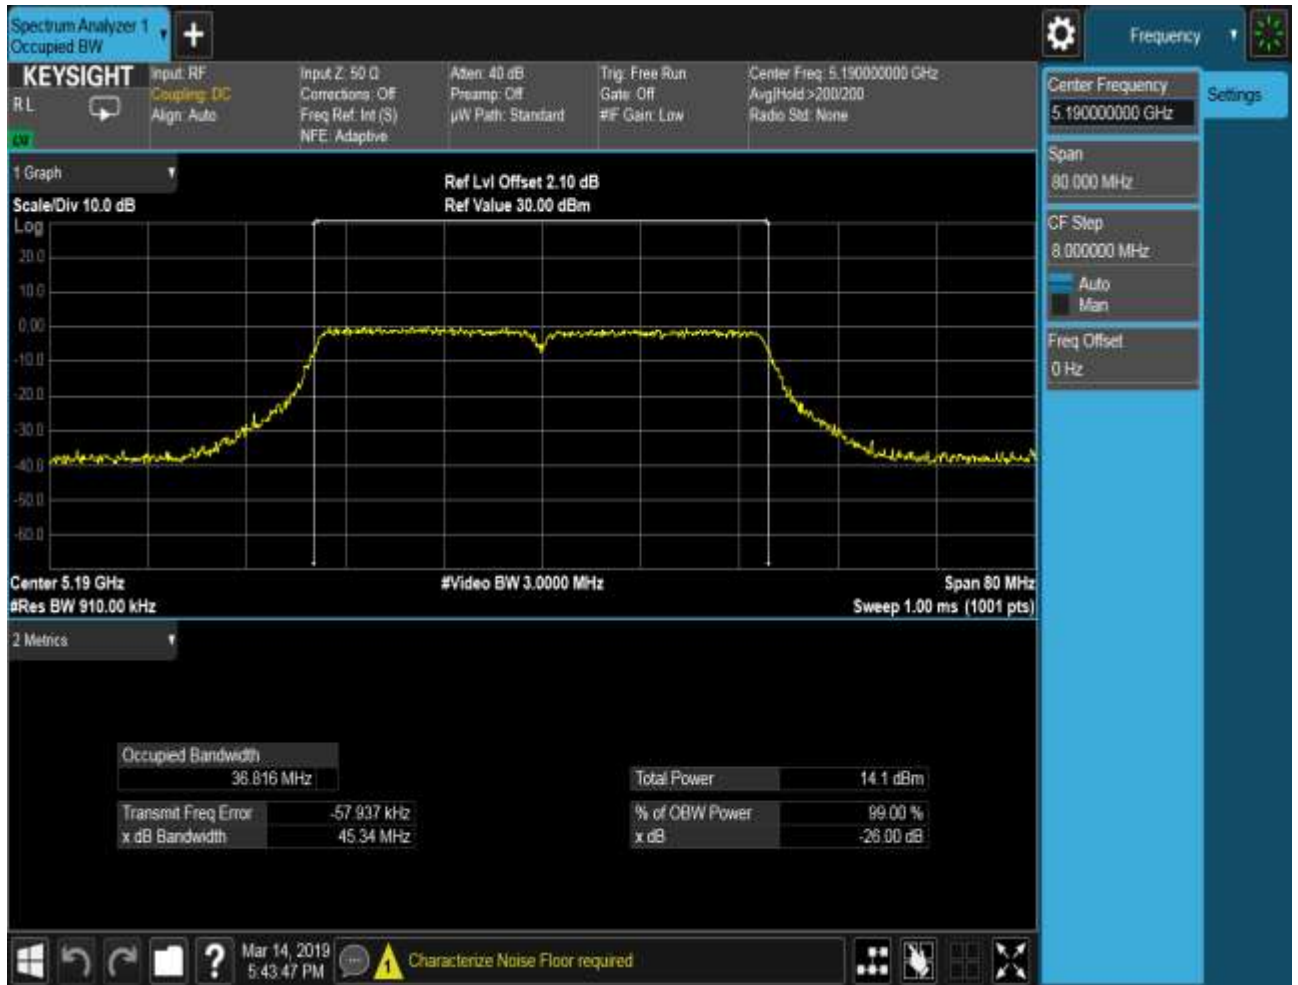 Spectrum Analyzer 1
Occupied BW
Frequency
KEYSIGHT
R L
Input: RF
Coupling: DC
Align: Auto
Input Z: 50 Ω
Corrections: Off
Freq Ref: Int (S)
NFE: Adaptive
Atten: 40 dB
Preamp: Off
µW Path: Standard
Trig: Free Run
Gate: Off
#IF Gain: Low
Center Freq: 5.190000000 GHz
Avg|Hold:>200/200
Radio Std: None
Center Frequency
5.190000000 GHz
Settings
Span
80.000 MHz
CF Step
8.000000 MHz
Auto
Man
Freq Offset
0 Hz
1 Graph
Ref Lvl Offset 2.10 dB
Scale/Div 10.0 dB
Ref Value 30.00 dBm
Log
20.0
10.0
0.00
-10.0
-20.0
-30.0
-40.0
-50.0
-60.0
Center 5.19 GHz
#Video BW 3.0000 MHz
Span 80 MHz
#Res BW 910.00 kHz
Sweep 1.00 ms (1001 pts)
2 Metrics
Occupied Bandwidth
36.816 MHz
Total Power 14.1 dBm
Transmit Freq Error -57.937 kHz
% of OBW Power 99.00 %
x dB Bandwidth 45.34 MHz
x dB -26.00 dB
Mar 14, 2019
5:43:47 PM
1
Characterize Noise Floor required